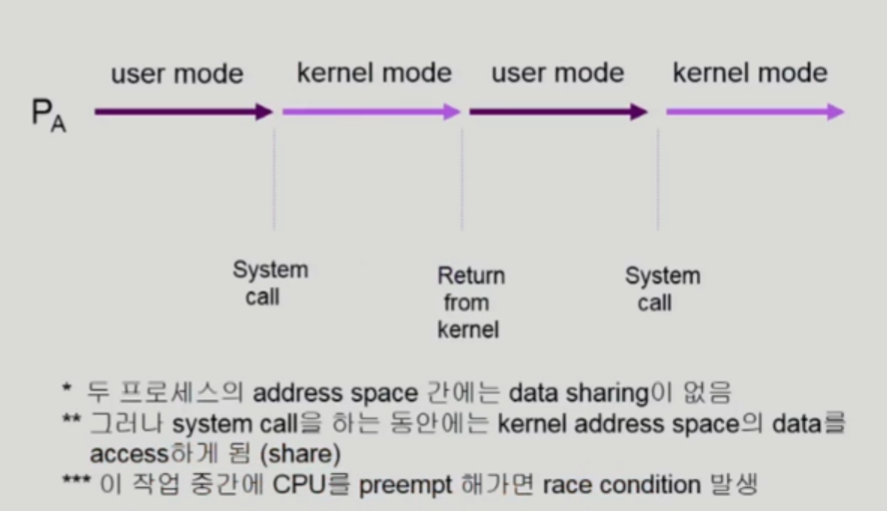 user mode kernel mode user mode kernel mode
PA
System call
Return from kernel
System call
* 두 프로세스의 address space 간에는 data sharing이 없음
** 그러나 system call을 하는 동안에는 kernel address space의 data를
access하게 됨 (share)
*** 이 작업 중간에 CPU를 preempt 해가면 race condition 발생